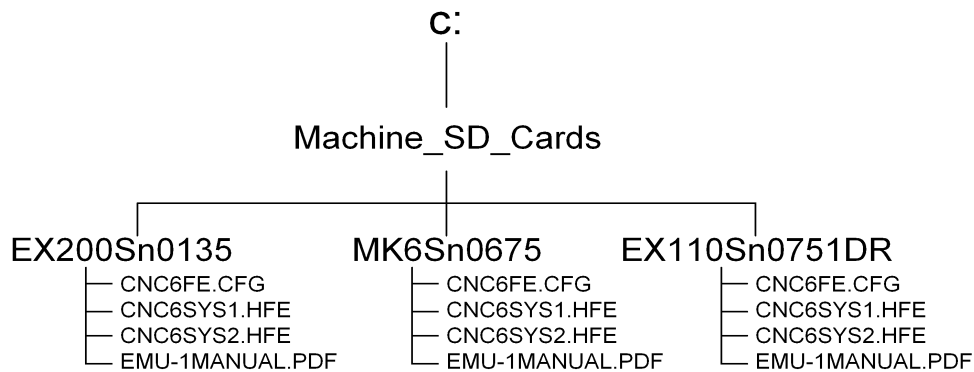 c:
Machine_SD_Cards
EX200Sn0135
CNC6FE.CFG
CNC6SYS1.HFE
CNC6SYS2.HFE
EMU-1MANUAL.PDF
MK6Sn0675
CNC6FE.CFG
CNC6SYS1.HFE
CNC6SYS2.HFE
EMU-1MANUAL.PDF
EX110Sn0751DR
CNC6FE.CFG
CNC6SYS1.HFE
CNC6SYS2.HFE
EMU-1MANUAL.PDF